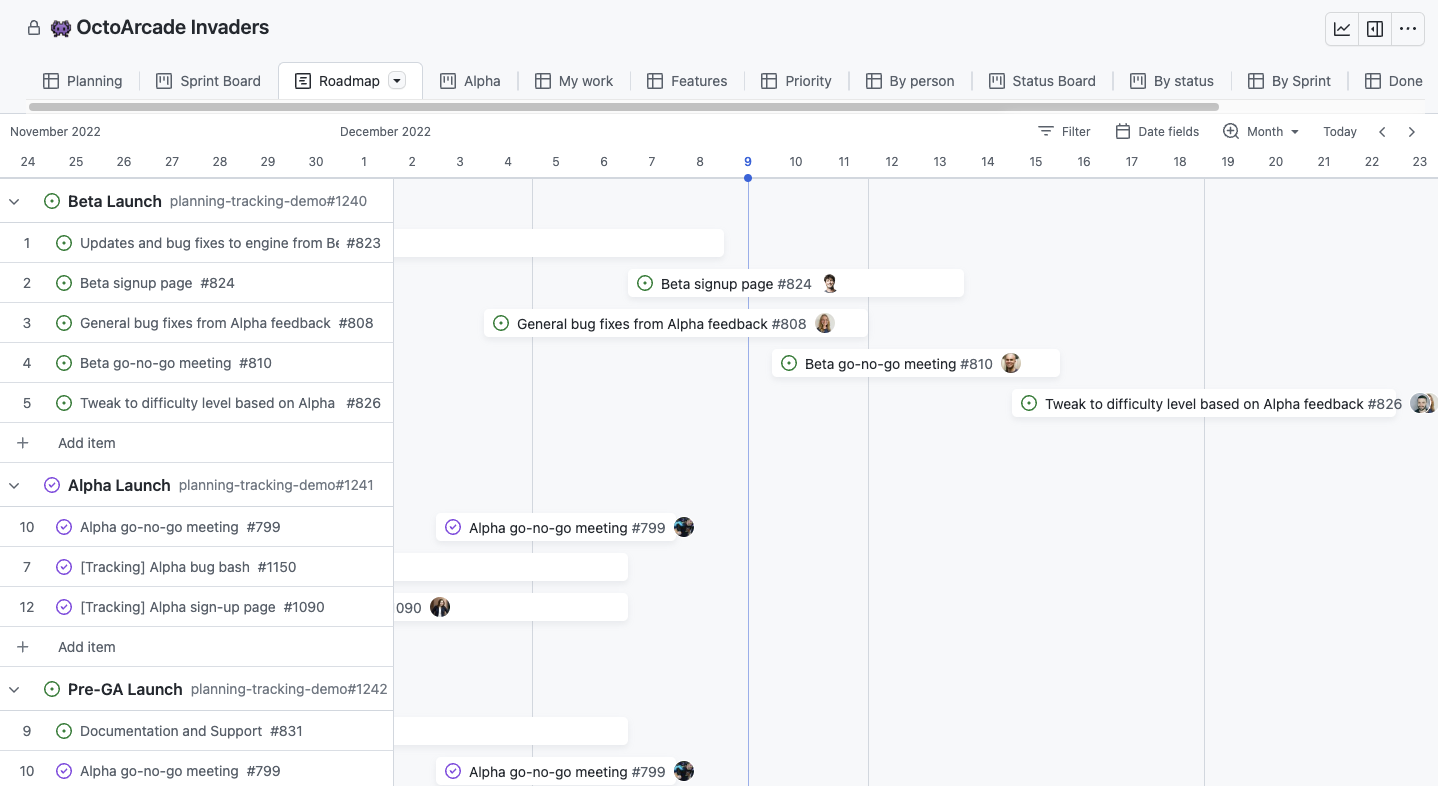 OctoArcade Invaders
Planning Sprint Board Roadmap Alpha My work Features Priority By person Status Board By status By Sprint Done
November 2022 December 2022 Filter Date fields Month Today
24 25 26 27 28 29 30 1 2 3 4 5 6 7 8 9 10 11 12 13 14 15 16 17 18 19 20 21 22 23
Beta Launch planning-tracking-demo#1240
1 Updates and bug fixes to engine from Be #823
2 Beta signup page #824 Beta signup page #824
3 General bug fixes from Alpha feedback #808 General bug fixes from Alpha feedback #808
4 Beta go-no-go meeting #810 Beta go-no-go meeting #810
5 Tweak to difficulty level based on Alpha #826 Tweak to difficulty level based on Alpha feedback #826
Add item
Alpha Launch planning-tracking-demo#1241
10 Alpha go-no-go meeting #799 Alpha go-no-go meeting #799
7 [Tracking] Alpha bug bash #1150
12 [Tracking] Alpha sign-up page #1090 090
Add item
Pre-GA Launch planning-tracking-demo#1242
9 Documentation and Support #831
10 Alpha go-no-go meeting #799 Alpha go-no-go meeting #799